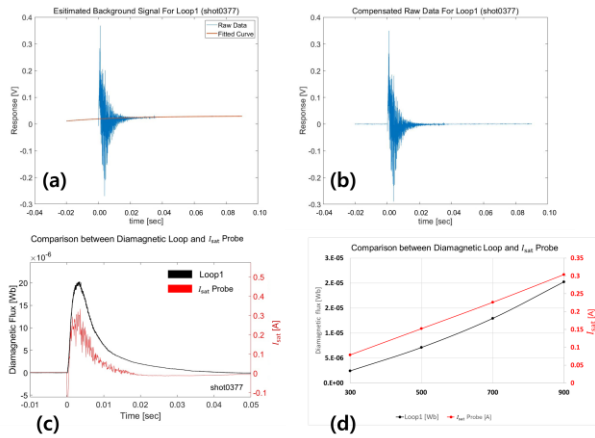 Esitimated Background Signal For Loop1 (shot0377)
0.4
0.3
0.2
0.1
0
-0.1
-0.2
-0.3
Response [V]
Raw Data
Fitted Curve
(a)
-0.04 -0.02 0.00 0.02 0.04 0.06 0.08 0.10
time [sec]
Compensated Raw Data For Loop1 (shot0377)
0.4
0.3
0.2
0.1
0
-0.1
-0.2
-0.3
Response [V]
(b)
-0.04 -0.02 0.00 0.02 0.04 0.06 0.08 0.10
time [sec]
Comparison between Diamagnetic Loop and Isat Probe
×10-6
20
15
10
5
0
-5
Diamagnetic Flux [Wb]
Loop1
Isat Probe
0.5
0.4
0.3
0.2
0.1
0
-0.1
Isat [A]
shot0377
-0.01 0 0.01 0.02 0.03 0.04 0.05
(c)
Time [sec]
Comparison between Diamagnetic Loop and Isat Probe
3.E-05
2.E-05
2.E-05
1.E-05
5.E-06
0.E+00
Diamagnetic flux [Wb]
0.35
0.3
0.25
0.2
0.15
0.1
0.05
0
Isat [A]
300 500 700 900
Loop1 [Wb] Isat Probe [A]
(d)